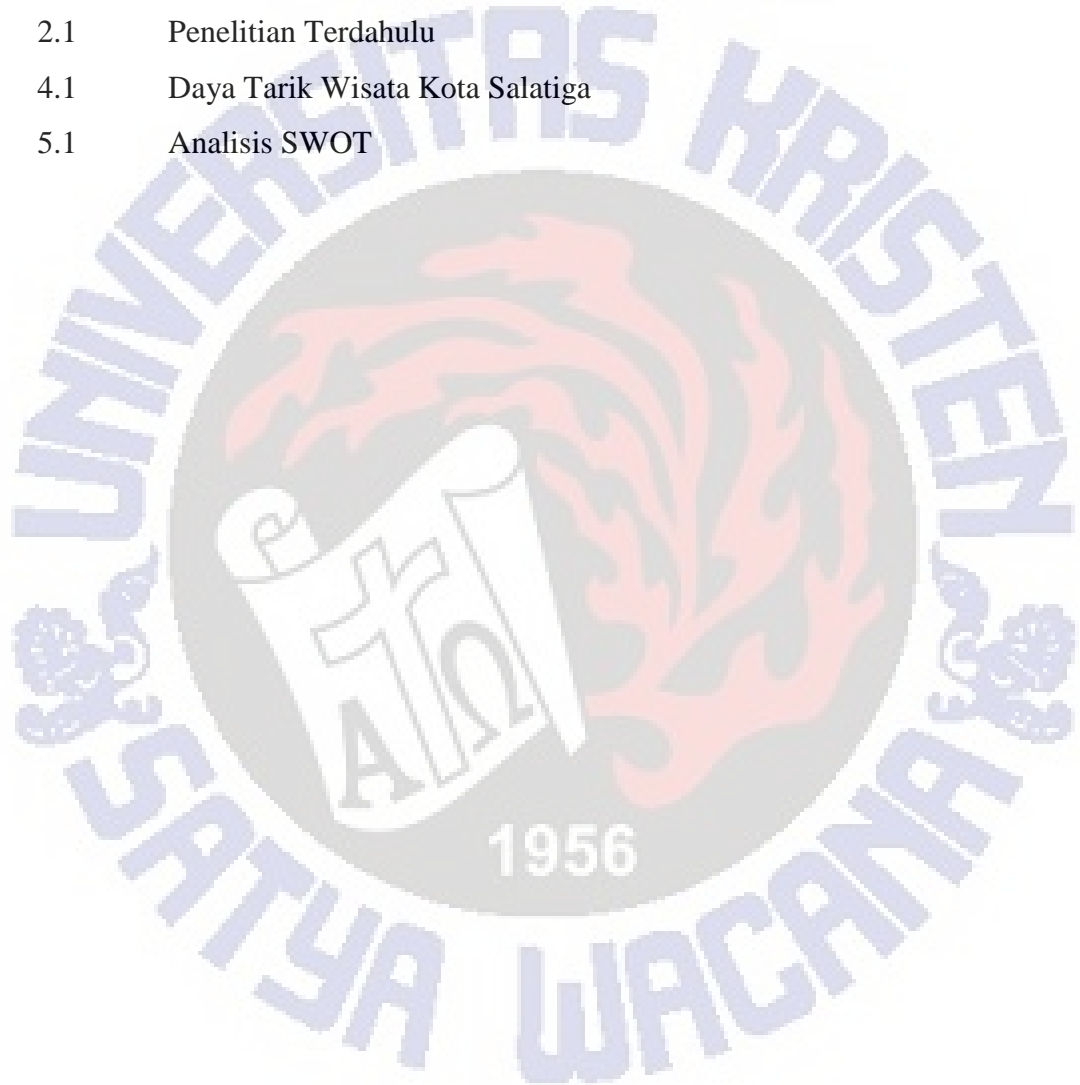 2.1 Penelitian Terdahulu
4.1 Daya Tarik Wisata Kota Salatiga
5.1 Analisis SWOT
UNIVERSITAS KRISTEN
SATYA WACANA
Α Ω
1956